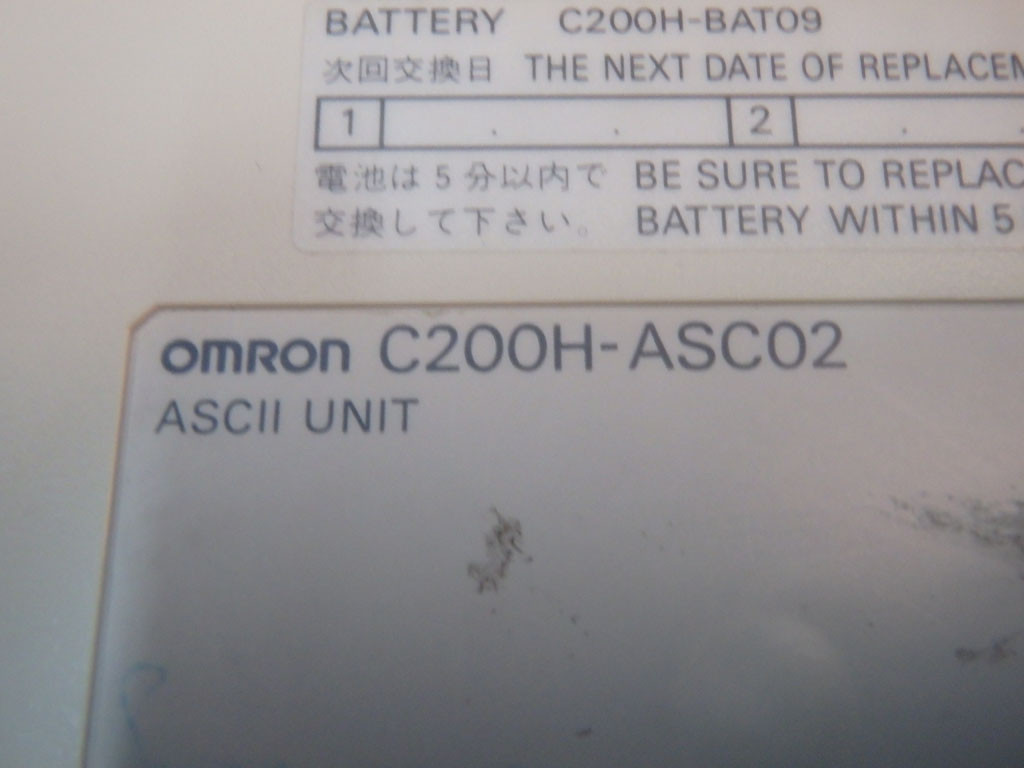 BATTERY C200H-BAT09
次回交換日 THE NEXT DATE OF REPLACEM
1 . . 2 . .
電池は5分以内で BE SURE TO REPLAC
交換して下さい。 BATTERY WITHIN 5
OMRON C200H-ASC02
ASCII UNIT